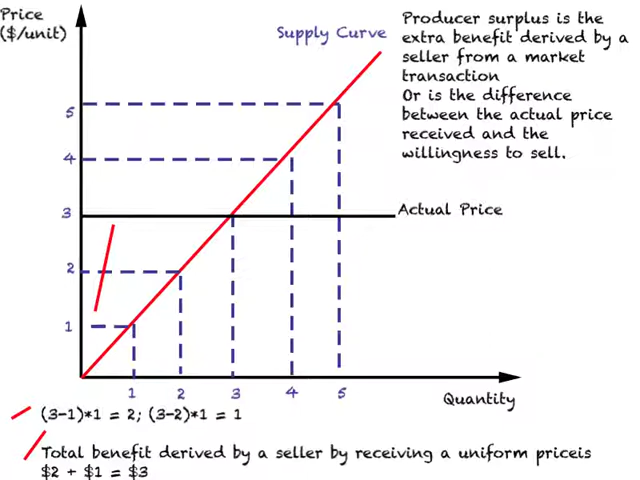 Price
($/unit)
Supply Curve
Producer surplus is the
extra benefit derived by a
seller from a market
transaction
Or is the difference
between the actual price
received and the
willingness to sell.
5
4
3
Actual Price
2
1
1 2 3 4 5
Quantity
(3-1)*1 = 2; (3-2)*1 = 1
Total benefit derived by a seller by receiving a uniform priceis
$2 + $1 = $3